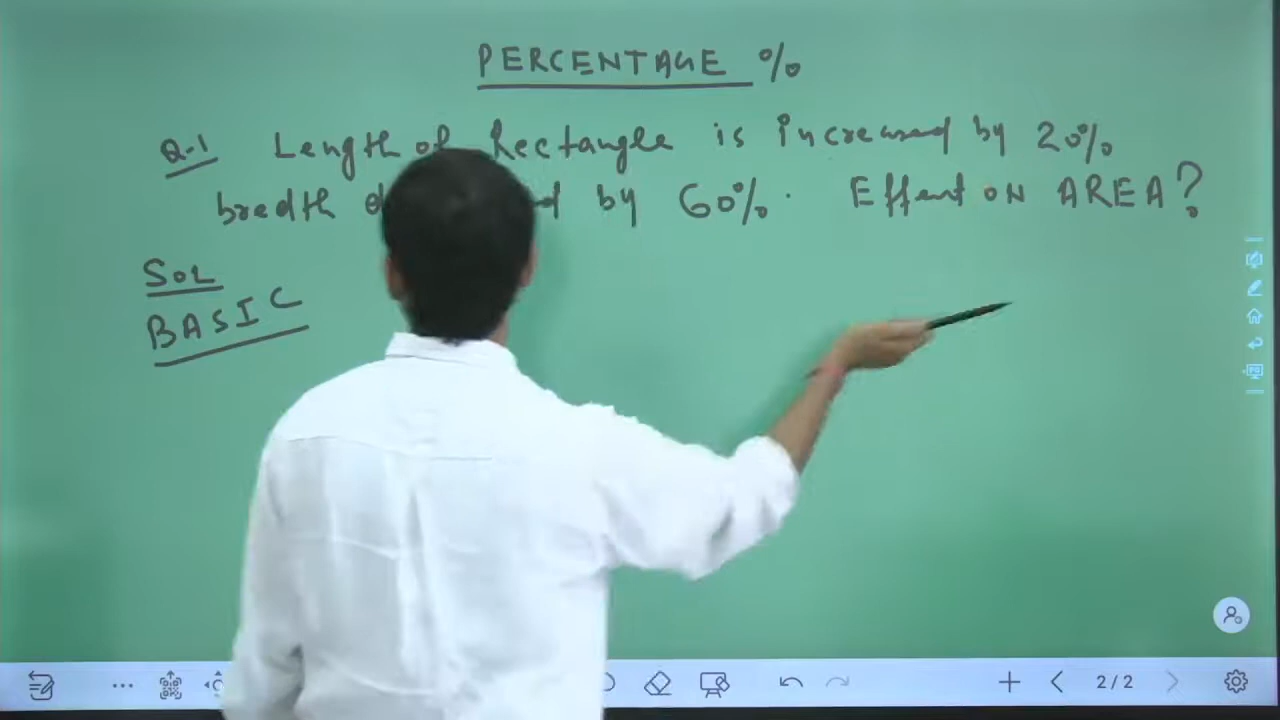 PERCENTAGE %
Q-1 Length of Rectangle is increased by 20%
bredth by 60%. Effect ON AREA?
SOL
BASIC
2/2